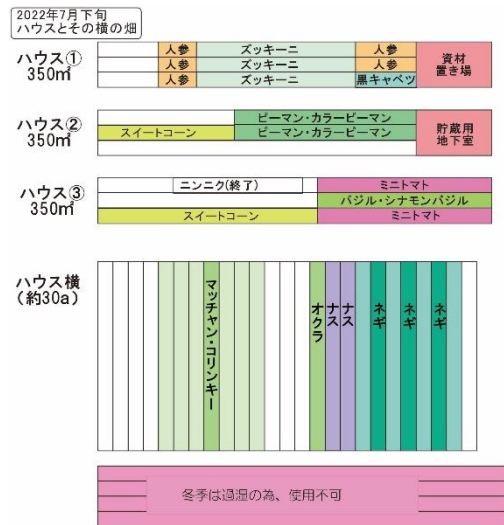 2022年7月下旬
ハウスとその横の畑
ハウス①
350㎡
人参
ズッキーニ
人参
人参
ズッキーニ
人参
人参
ズッキーニ
黒キャベツ
資材
置き場
ハウス②
350㎡
ピーマン・カラーピーマン
スイートコーン
ピーマン・カラーピーマン
貯蔵用
地下室
ハウス③
350㎡
ニンニク(終了)
ミニトマト
バジル・シナモンバジル
スイートコーン
ミニトマト
ハウス横
(約30a)
マッチャン・コリンキー
オクラ
ナス
ナス
ネギ
ネギ
ネギ
冬季は過湿の為、使用不可